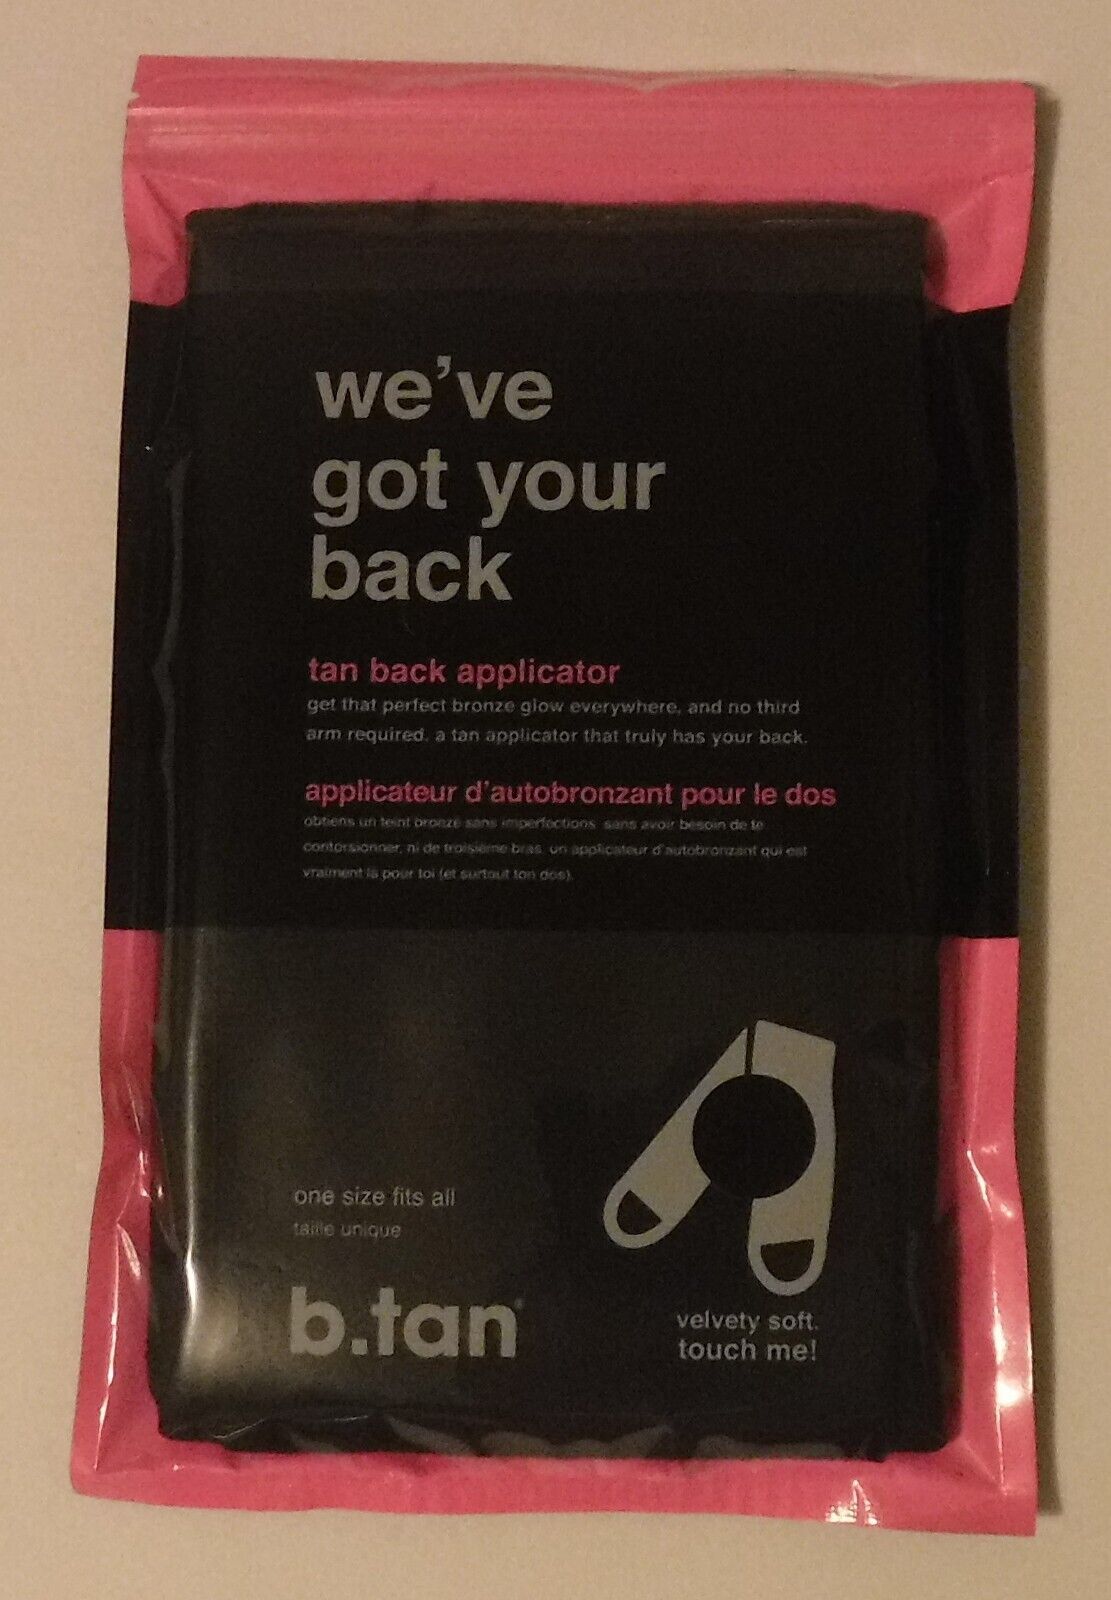 we've
got your
back
tan back applicator
get that perfect bronze glow everywhere, and no third
arm required. a tan applicator that truly has your back.
applicateur d'autobronzant pour le dos
obtiens un teint bronzé sans imperfections, sans avoir besoin de te
contorsionner, ni de troisième bras. un applicateur d'autobronzant qui est
vraiment là pour toi (et surtout ton dos).
one size fits all
taille unique
b.tan
velvety soft.
touch me!